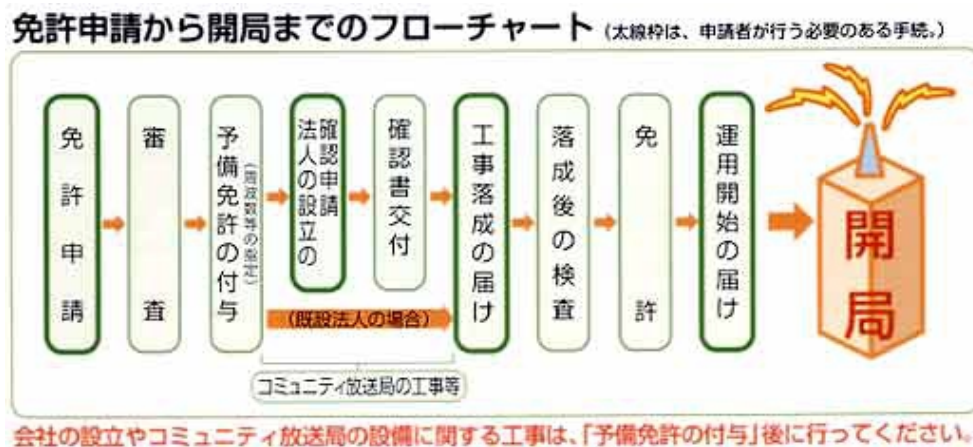 免許申請から開局までのフローチャート (太線枠は、申請者が行う必要のある手続。)
免許申請
審査
予備免許の付与
(周波数等の指定)
法人の設立の
確認申請
確認書交付
(既設法人の場合)
コミュニティ放送局の工事等
工事落成の届け
落成後の検査
免許
運用開始の届け
開局
会社の設立やコミュニティ放送局の設備に関する工事は、「予備免許の付与」後に行ってください。